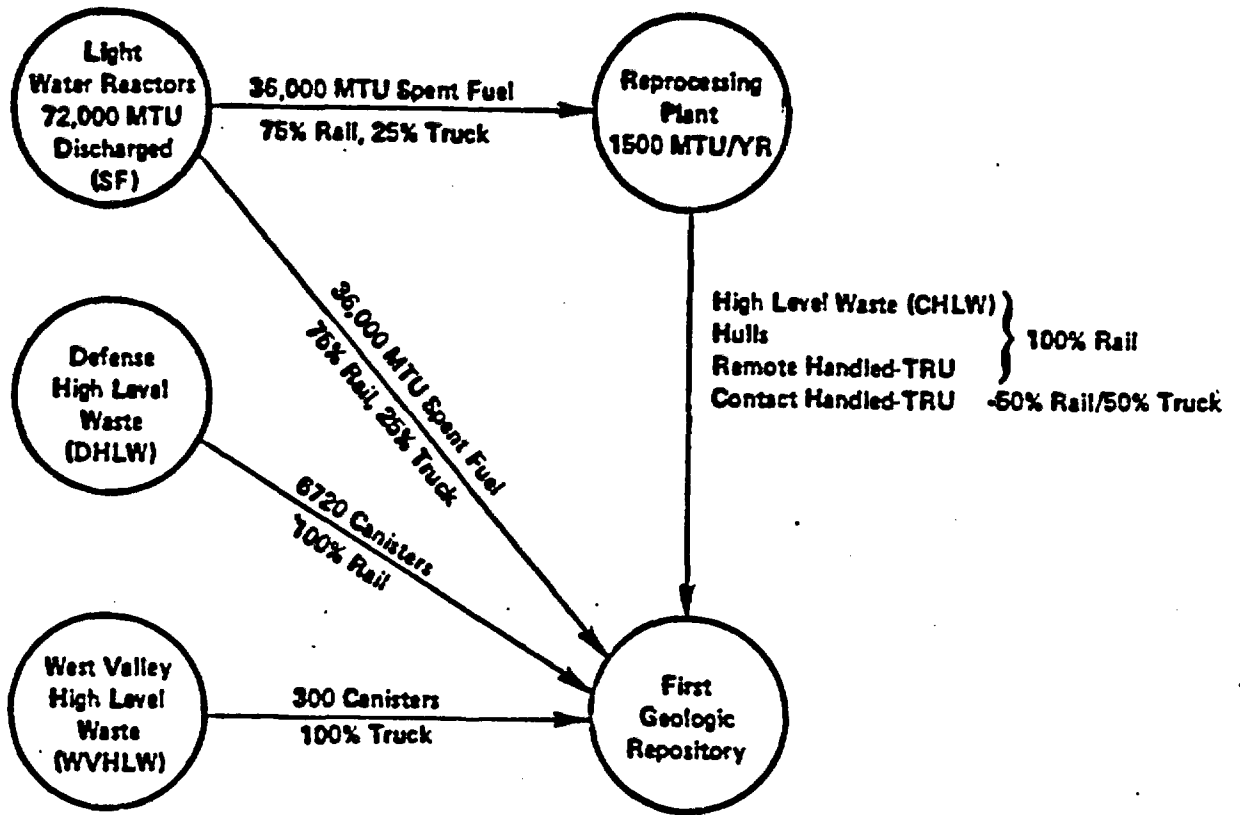 Light
Water Reactors
72,000 MTU
Discharged
(SF)
36,000 MTU Spent Fuel
75% Rail, 25% Truck
Reprocessing
Plant
1500 MTU/YR
36,000 MTU Spent Fuel
75% Rail, 25% Truck
High Level Waste (CHLW)
Hulls
Remote Handled-TRU
100% Rail
Contact Handled-TRU -50% Rail/50% Truck
Defense
High Level
Waste
(DHLW)
6720 Canisters
100% Rail
West Valley
High Level
Waste
(WVHLW)
300 Canisters
100% Truck
First
Geologic
Repository